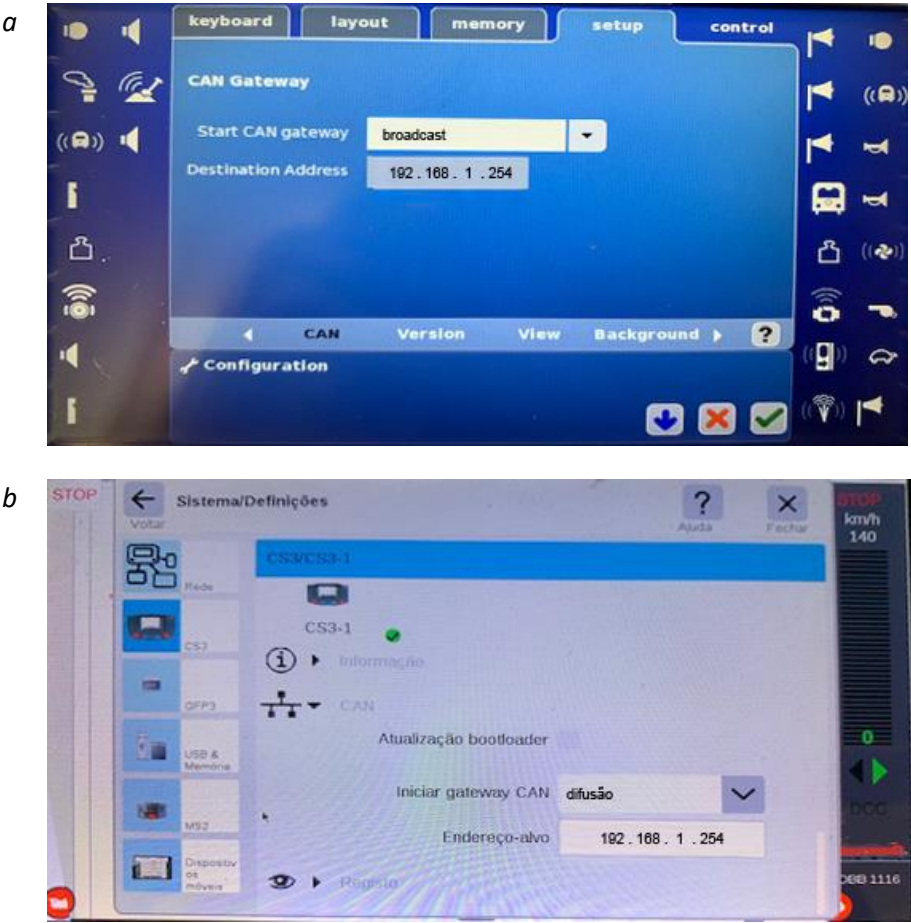 a
keyboard layout memory setup control
CAN Gateway
Start CAN gateway broadcast
Destination Address 192 . 168 . 1 . 254
CAN Version View Background ?
Configuration
b
STOP
Voltar
Sistema/Definições
?
Ajuda
Fechar
STOP
km/h
140
Rede
CS3/CS3-1
CS3
CS3-1
i Informação
GFP3
CAN
Atualização bootloader
USB &
Memória
0
Iniciar gateway CAN difusão
DCC
MS2
Endereço-alvo 192 . 168 . 1 . 254
Dispositiv
os
móveis
Registo
ÖBB 1116